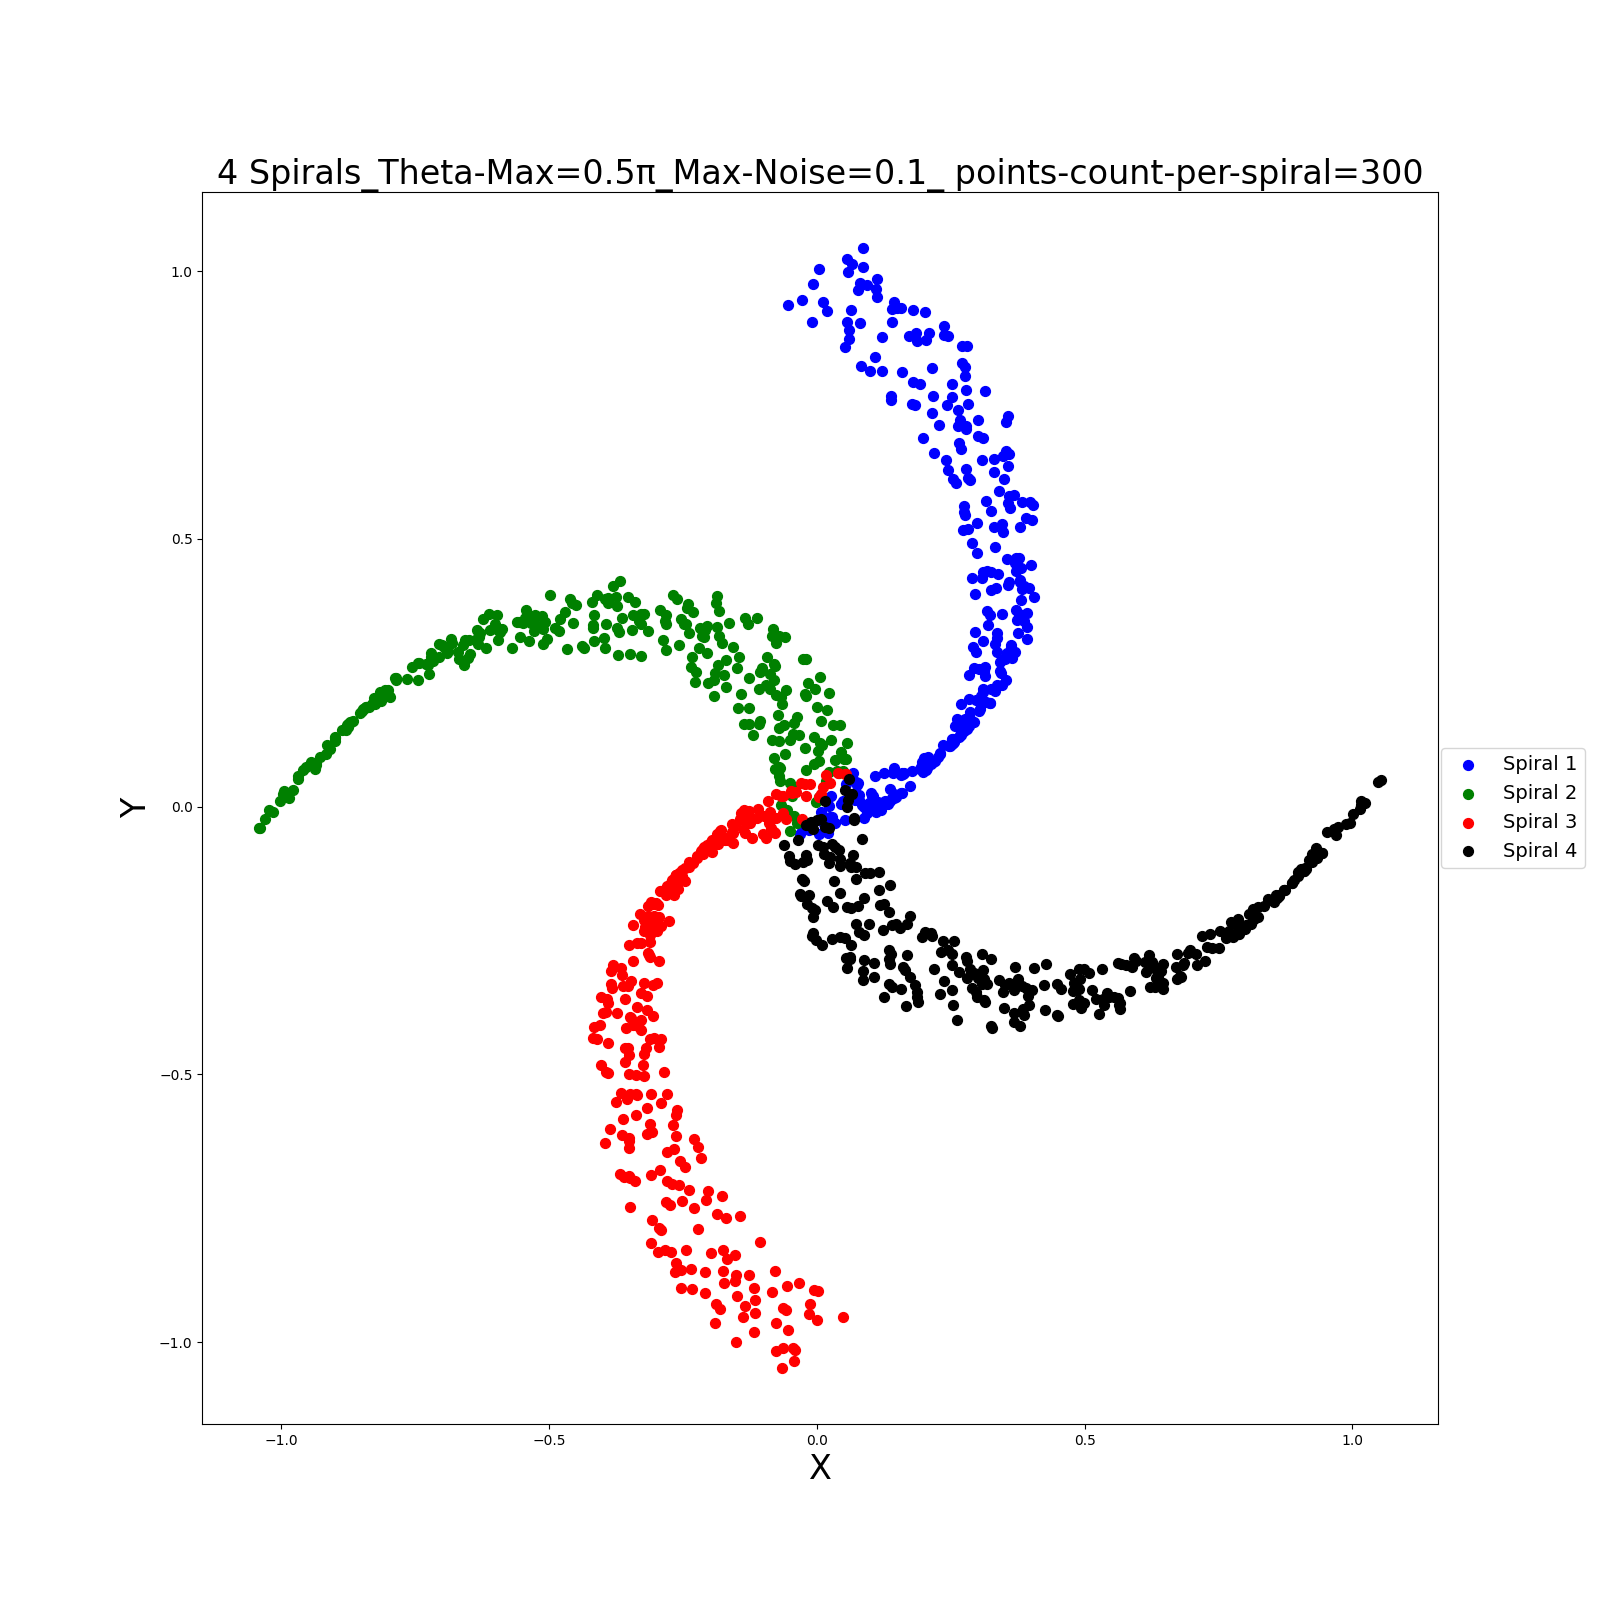 4 Spirals_Theta-Max=0.5π_Max-Noise=0.1_ points-count-per-spiral=300
1.0
0.5
0.0
−0.5
−1.0
Y
−1.0 −0.5 0.0 0.5 1.0
X
Spiral 1
Spiral 2
Spiral 3
Spiral 4